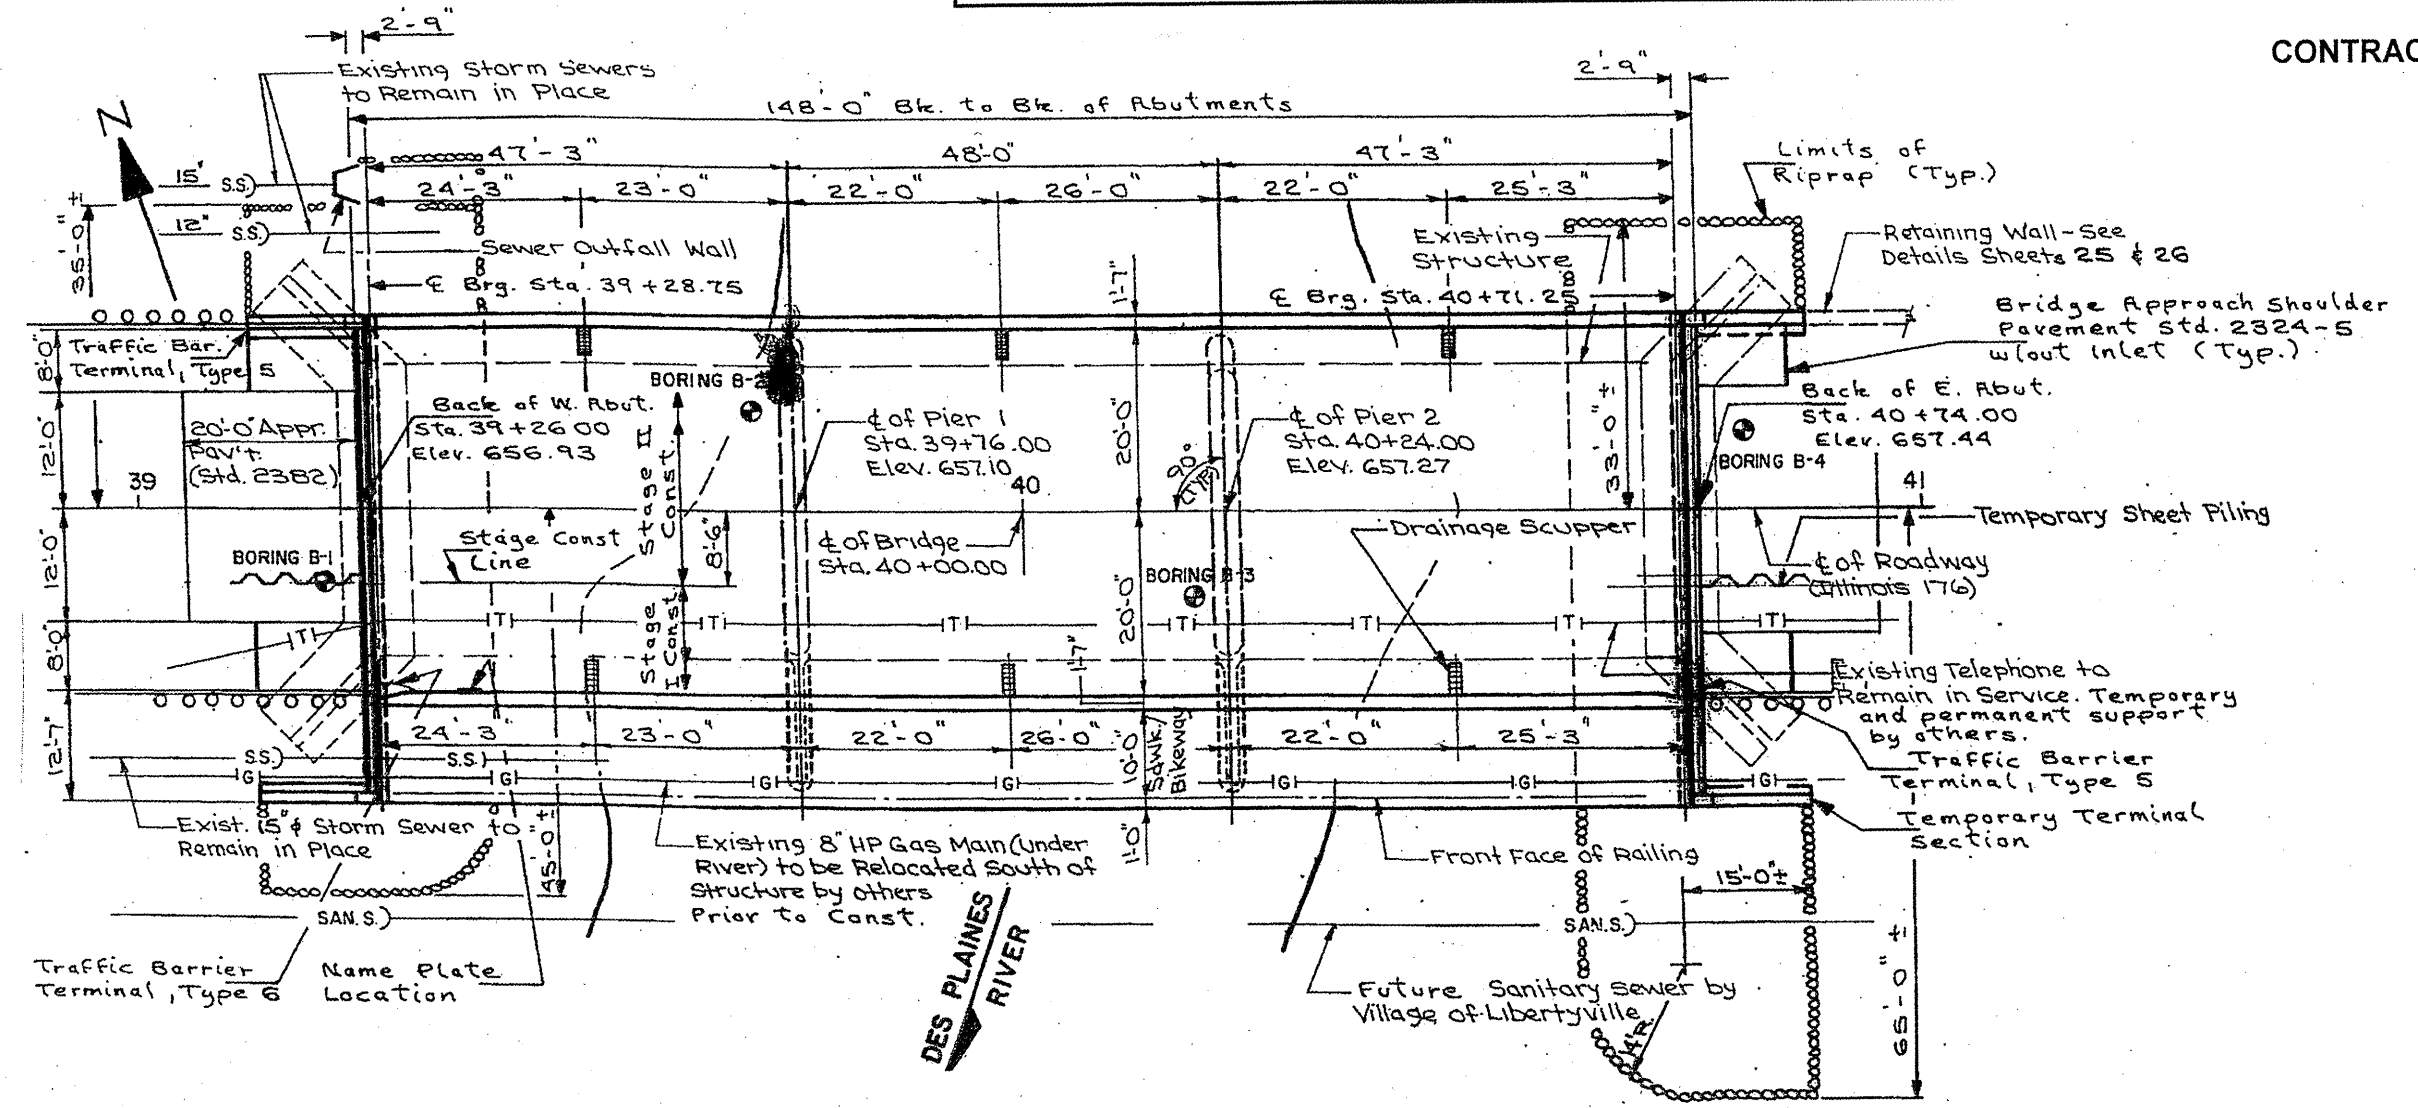 CONTRAC
2'-9"
2'-9"
Existing Storm Sewers
to Remain in Place
148'-0" Bk. to Bk. of Abutments
N
47'-3"
48'-0"
47'-3"
24'-3"
23'-0"
22'-0"
26'-0"
22'-0"
25'-3"
15"
S.S.)
12"
S.S.)
35'-0" ±
Sewer Outfall Wall
℄ Brg. Sta. 39+28.75
1'-7"
Existing
Structure
℄ Brg. Sta. 40+71.25
Limits of
Riprap (Typ.)
Retaining Wall-See
Details Sheets 25 & 26
Bridge Approach Shoulder
Pavement Std. 2324-5
w/out inlet (Typ.)
Traffic Bar.
Terminal, Type 5
8'-0"
12'-0"
12'-0"
8'-0"
12'-7"
20'-0" Appr.
Pav't.
(Std. 2382)
39
BORING B-2
Back of W. Abut.
Sta. 39+26.00
Elev. 656.93
Stage II
Const.
20'-0"
℄ of Pier 1
Sta. 39+76.00
Elev. 657.10
40
90°
(TYP.)
℄ of Pier 2
Sta. 40+24.00
Elev. 657.27
33'-0" ±
Back of E. Abut.
Sta. 40+74.00
Elev. 657.44
BORING B-4
41
Temporary Sheet Piling
Stage Const
Line
8'-6"
℄ of Bridge
Sta. 40+00.00
Drainage Scupper
BORING B-1
BORING B-3
℄ of Roadway
(Illinois 176)
Stage
I Const.
20'-0"
1'-7"
T
T
T
T
T
T
T
T
Existing Telephone to
Remain in Service. Temporary
and permanent support
by others.
24'-3"
23'-0"
22'-0"
26'-0"
22'-0"
25'-3"
10'-0"
Sdwk/
Bikeway
S.S.)
S.S.)
G
G
G
G
G
G
G
Traffic Barrier
Terminal, Type 5
Temporary Terminal
Section
Exist. 15"ϕ Storm Sewer to
Remain in Place
45'-0" ±
Existing 8" HP Gas Main (Under
River) to be Relocated South of
Structure by others
Prior to Const.
1'-0"
Front Face of Railing
15'-0"±
SAN.S.)
SAN.S.)
Traffic Barrier
Terminal, Type 6
Name Plate
Location
DES PLAINES
RIVER
Future Sanitary Sewer by
Village of Libertyville
14'R.
65'-0" ±